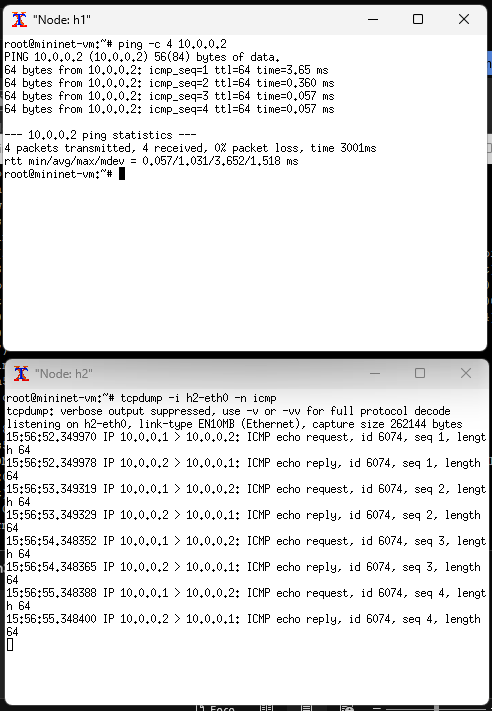 "Node: h1"
root@mininet-vm:~# ping -c 4 10.0.0.2
PING 10.0.0.2 (10.0.0.2) 56(84) bytes of data.
64 bytes from 10.0.0.2: icmp_seq=1 ttl=64 time=3.65 ms
64 bytes from 10.0.0.2: icmp_seq=2 ttl=64 time=0.360 ms
64 bytes from 10.0.0.2: icmp_seq=3 ttl=64 time=0.057 ms
64 bytes from 10.0.0.2: icmp_seq=4 ttl=64 time=0.057 ms
--- 10.0.0.2 ping statistics ---
4 packets transmitted, 4 received, 0% packet loss, time 3001ms
rtt min/avg/max/mdev = 0.057/1.031/3.652/1.518 ms
root@mininet-vm:~#
"Node: h2"
root@mininet-vm:~# tcpdump -i h2-eth0 -n icmp
tcpdump: verbose output suppressed, use -v or -vv for full protocol decode
listening on h2-eth0, link-type EN10MB (Ethernet), capture size 262144 bytes
15:56:52.349970 IP 10.0.0.1 > 10.0.0.2: ICMP echo request, id 6074, seq 1, lengt
h 64
15:56:52.349978 IP 10.0.0.2 > 10.0.0.1: ICMP echo reply, id 6074, seq 1, length
64
15:56:53.349319 IP 10.0.0.1 > 10.0.0.2: ICMP echo request, id 6074, seq 2, lengt
h 64
15:56:53.349329 IP 10.0.0.2 > 10.0.0.1: ICMP echo reply, id 6074, seq 2, length
64
15:56:54.348352 IP 10.0.0.1 > 10.0.0.2: ICMP echo request, id 6074, seq 3, lengt
h 64
15:56:54.348365 IP 10.0.0.2 > 10.0.0.1: ICMP echo reply, id 6074, seq 3, length
64
15:56:55.348388 IP 10.0.0.1 > 10.0.0.2: ICMP echo request, id 6074, seq 4, lengt
h 64
15:56:55.348400 IP 10.0.0.2 > 10.0.0.1: ICMP echo reply, id 6074, seq 4, length
64